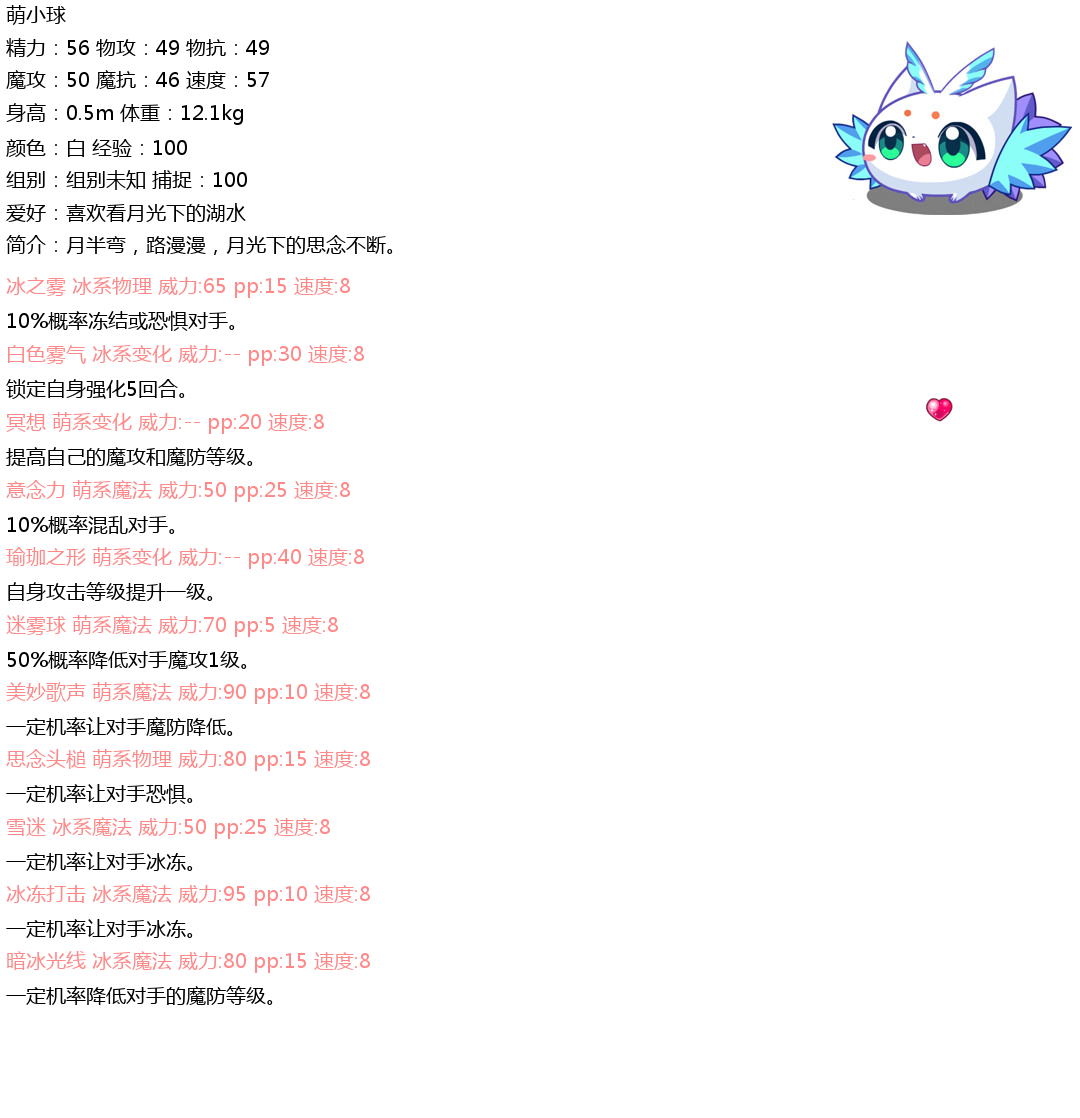 萌小球
精力：56 物攻：49 物抗：49
魔攻：50 魔抗：46 速度：57
身高：0.5m 体重：12.1kg
颜色：白 经验：100
组别：组别未知 捕捉：100
爱好：喜欢看月光下的湖水
简介：月半弯，路漫漫，月光下的思念不断。
冰之雾 冰系物理 威力:65 pp:15 速度:8
10%概率冻结或恐惧对手。
白色雾气 冰系变化 威力:-- pp:30 速度:8
锁定自身强化5回合。
冥想 萌系变化 威力:-- pp:20 速度:8
提高自己的魔攻和魔防等级。
意念力 萌系魔法 威力:50 pp:25 速度:8
10%概率混乱对手。
瑜珈之形 萌系变化 威力:-- pp:40 速度:8
自身攻击等级提升一级。
迷雾球 萌系魔法 威力:70 pp:5 速度:8
50%概率降低对手魔攻1级。
美妙歌声 萌系魔法 威力:90 pp:10 速度:8
一定机率让对手魔防降低。
思念头槌 萌系物理 威力:80 pp:15 速度:8
一定机率让对手恐惧。
雪迷 冰系魔法 威力:50 pp:25 速度:8
一定机率让对手冰冻。
冰冻打击 冰系魔法 威力:95 pp:10 速度:8
一定机率让对手冰冻。
暗冰光线 冰系魔法 威力:80 pp:15 速度:8
一定机率降低对手的魔防等级。